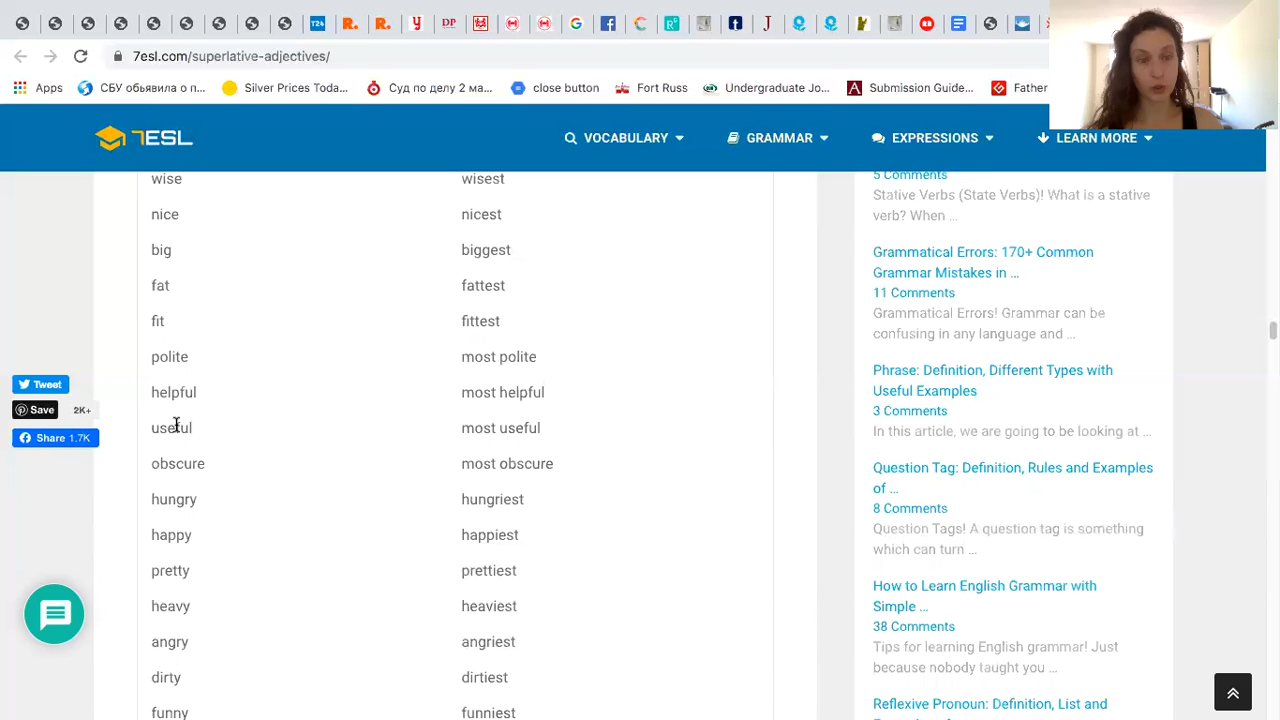 T24
R.
R.
y
DP
J
7esl.com/superlative-adjectives/
Apps
СБУ обьявила о п...
Silver Prices Toda...
Суд по делу 2 ма...
close button
Fort Russ
Undergraduate Jo...
Submission Guide...
Father
7ESL
VOCABULARY
GRAMMAR
EXPRESSIONS
LEARN MORE
wise wisest
nice nicest
big biggest
fat fattest
fit fittest
polite most polite
helpful most helpful
useful most useful
obscure most obscure
hungry hungriest
happy happiest
pretty prettiest
heavy heaviest
angry angriest
dirty dirtiest
funny funniest
Tweet
Save 2K+
Share 1.7K
5 Comments
Stative Verbs (State Verbs)! What is a stative
verb? When ...
Grammatical Errors: 170+ Common
Grammar Mistakes in ...
11 Comments
Grammatical Errors! Grammar can be
confusing in any language and ...
Phrase: Definition, Different Types with
Useful Examples
3 Comments
In this article, we are going to be looking at ...
Question Tag: Definition, Rules and Examples
of ...
8 Comments
Question Tags! A question tag is something
which can turn ...
How to Learn English Grammar with
Simple ...
38 Comments
Tips for learning English grammar! Just
because nobody taught you ...
Reflexive Pronoun: Definition, List and